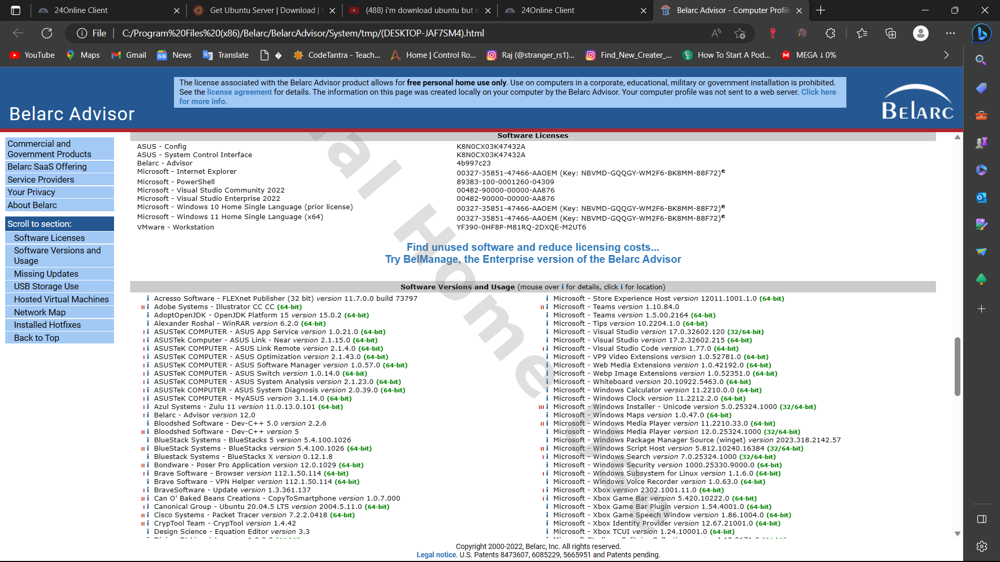 24Online Client
Get Ubuntu Server | Download |
(488) i'm download ubuntu but i
24Online Client
Belarc Advisor - Computer Profile
File
C:/Program%20Files%20(x86)/Belarc/BelarcAdvisor/System/tmp/(DESKTOP-JAF7SM4).html
YouTube
Maps
Gmail
News
Translate
CodeTantra - Teach...
Home | Control Ro...
Raj (@stranger_rs1)...
Find_New_Creater_...
How To Start A Pod...
MEGA ⇃ 0%
Belarc Advisor
The license associated with the Belarc Advisor product allows for free personal home use only. Use on computers in a corporate, educational, military or government installation is prohibited.
See the license agreement for details. The information on this page was created locally on your computer by the Belarc Advisor. Your computer profile was not sent to a web server. Click here
for more info.
BELARC
Commercial and
Government Products
Belarc SaaS Offering
Service Providers
Your Privacy
About Belarc
Scroll to section:
Software Licenses
Software Versions and
Usage
Missing Updates
USB Storage Use
Hosted Virtual Machines
Network Map
Installed Hotfixes
Back to Top
Software Licenses
ASUS - Config K8N0CX03K47432A
ASUS - System Control Interface K8N0CX03K47432A
Belarc - Advisor 4b997c23
Microsoft - Internet Explorer 00327-35851-47466-AAOEM (Key: NBVMD-GQQGY-WM2F6-BK8MM-88F72)e
Microsoft - PowerShell 89383-100-0001260-04309
Microsoft - Visual Studio Community 2022 00482-90000-00000-AA876
Microsoft - Visual Studio Enterprise 2022 00482-90000-00000-AA876
Microsoft - Windows 10 Home Single Language (prior license) 00327-35851-47466-AAOEM (Key: NBVMD-GQQGY-WM2F6-BK8MM-88F72)e
Microsoft - Windows 11 Home Single Language (x64) 00327-35851-47466-AAOEM (Key: NBVMD-GQQGY-WM2F6-BK8MM-88F72)e
VMware - Workstation YF390-0HF8P-M81RQ-2DXQE-M2UT6
Find unused software and reduce licensing costs...
Try BelManage, the Enterprise version of the Belarc Advisor
Software Versions and Usage (mouse over i for details, click i for location)
i Acresso Software - FLEXnet Publisher (32 bit) version 11.7.0.0 build 73797
II i Adobe Systems - Illustrator CC CC (64-bit)
i AdoptOpenJDK - OpenJDK Platform 15 version 15.0.2 (64-bit)
i Alexander Roshal - WinRAR version 6.2.0 (64-bit)
I i ASUSTeK COMPUTER - ASUS App Service version 1.0.21.0 (64-bit)
I i ASUSTek Computer - ASUS Link - Near version 2.1.15.0 (64-bit)
I i ASUSTeK COMPUTER - ASUS Link Remote version 2.1.4.0 (64-bit)
I i ASUSTeK COMPUTER - ASUS Optimization version 2.1.43.0 (64-bit)
I i ASUSTeK COMPUTER - ASUS Software Manager version 1.0.57.0 (64-bit)
I i ASUSTeK COMPUTER - ASUS Switch version 1.0.14.0 (64-bit)
I i ASUSTeK COMPUTER - ASUS System Analysis version 2.1.23.0 (64-bit)
I i ASUSTek COMPUTER - ASUS System Diagnosis version 2.0.39.0 (64-bit)
I i ASUSTeK COMPUTER - MyASUS version 3.1.14.0 (64-bit)
I i Azul Systems - Zulu 11 version 11.0.13.0.101 (64-bit)
I i Belarc - Advisor version 12.0
i Bloodshed Software - Dev-C++ 5.0 version 2.2.6
II i Bloodshed Software - Dev-C++ version 5
i BlueStack Systems - BlueStacks 5 version 5.4.100.1026
II i BlueStack Systems - BlueStacks version 5.4.100.1026 (64-bit)
i Bluestack Systems - BlueStacks X version 0.12.1.8
II i Bondware - Poser Pro Application version 12.0.1029 (64-bit)
I i Brave Software - Browser version 112.1.50.114 (64-bit)
i Brave Software - VPN Helper version 112.1.50.114 (64-bit)
I i BraveSoftware - Update version 1.3.361.137
II i Can O' Baked Beans Creations - CopyToSmartphone version 1.0.7.000
I i Canonical Group - Ubuntu 20.04.5 LTS version 2004.5.11.0 (64-bit)
II i Cisco Systems - Packet Tracer version 7.2.2.0418 (64-bit)
II i CrypTool Team - CrypTool version 1.4.42
i Design Science - Equation Editor version 3.3
i Microsoft - Store Experience Host version 12011.1001.1.0 (64-bit)
II i Microsoft - Teams version 1.10.84.0
i Microsoft - Teams version 1.5.00.2164 (64-bit)
i Microsoft - Tips version 10.2204.1.0 (64-bit)
i Microsoft - Visual Studio version 17.0.32602.120 (32/64-bit)
i Microsoft - Visual Studio version 17.2.32602.215 (64-bit)
I i Microsoft - Visual Studio Code version 1.77.0 (64-bit)
i Microsoft - VP9 Video Extensions version 1.0.52781.0 (64-bit)
i Microsoft - Web Media Extensions version 1.0.42192.0 (64-bit)
i Microsoft - Webp Image Extensions version 1.0.52351.0 (64-bit)
i Microsoft - Whiteboard version 20.10922.5463.0 (64-bit)
i Microsoft - Windows Calculator version 11.2210.0.0 (64-bit)
i Microsoft - Windows Clock version 11.2212.2.0 (64-bit)
III i Microsoft - Windows Installer - Unicode version 5.0.25324.1000 (32/64-bit)
i Microsoft - Windows Maps version 1.0.47.0 (64-bit)
II i Microsoft - Windows Media Player version 11.2210.33.0 (64-bit)
i Microsoft - Windows Media Player version 12.0.25324.1000 (32/64-bit)
i Microsoft - Windows Package Manager Source (winget) version 2023.318.2142.57
II i Microsoft - Windows Script Host version 5.812.10240.16384 (32/64-bit)
I i Microsoft - Windows Search version 7.0.25324.1000 (32/64-bit)
i Microsoft - Windows Security version 1000.25330.9000.0 (64-bit)
I i Microsoft - Windows Subsystem for Linux version 1.1.6.0 (64-bit)
i Microsoft - Windows Voice Recorder version 1.0.63.0 (64-bit)
I i Microsoft - Xbox version 2302.1001.11.0 (64-bit)
I i Microsoft - Xbox Game Bar version 5.420.10222.0 (64-bit)
i Microsoft - Xbox Game Bar Plugin version 1.54.4001.0 (64-bit)
i Microsoft - Xbox Game Speech Window version 1.86.1004.0 (64-bit)
i Microsoft - Xbox Identity Provider version 12.67.21001.0 (64-bit)
i Microsoft - Xbox TCUI version 1.24.10001.0 (64-bit)
nal Home Use
Copyright 2000-2022, Belarc, Inc. All rights reserved.
Legal notice. U.S. Patents 8473607, 6085229, 5665951 and Patents pending.